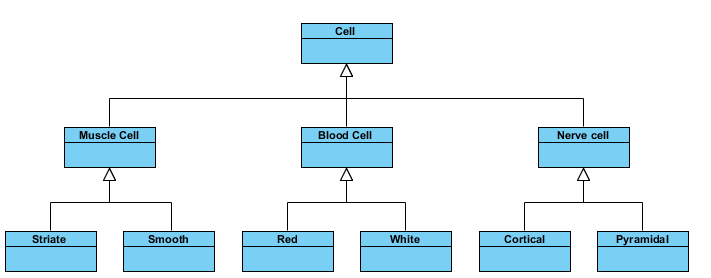 Cell
Muscle Cell
Blood Cell
Nerve cell
Striate
Smooth
Red
White
Cortical
Pyramidal